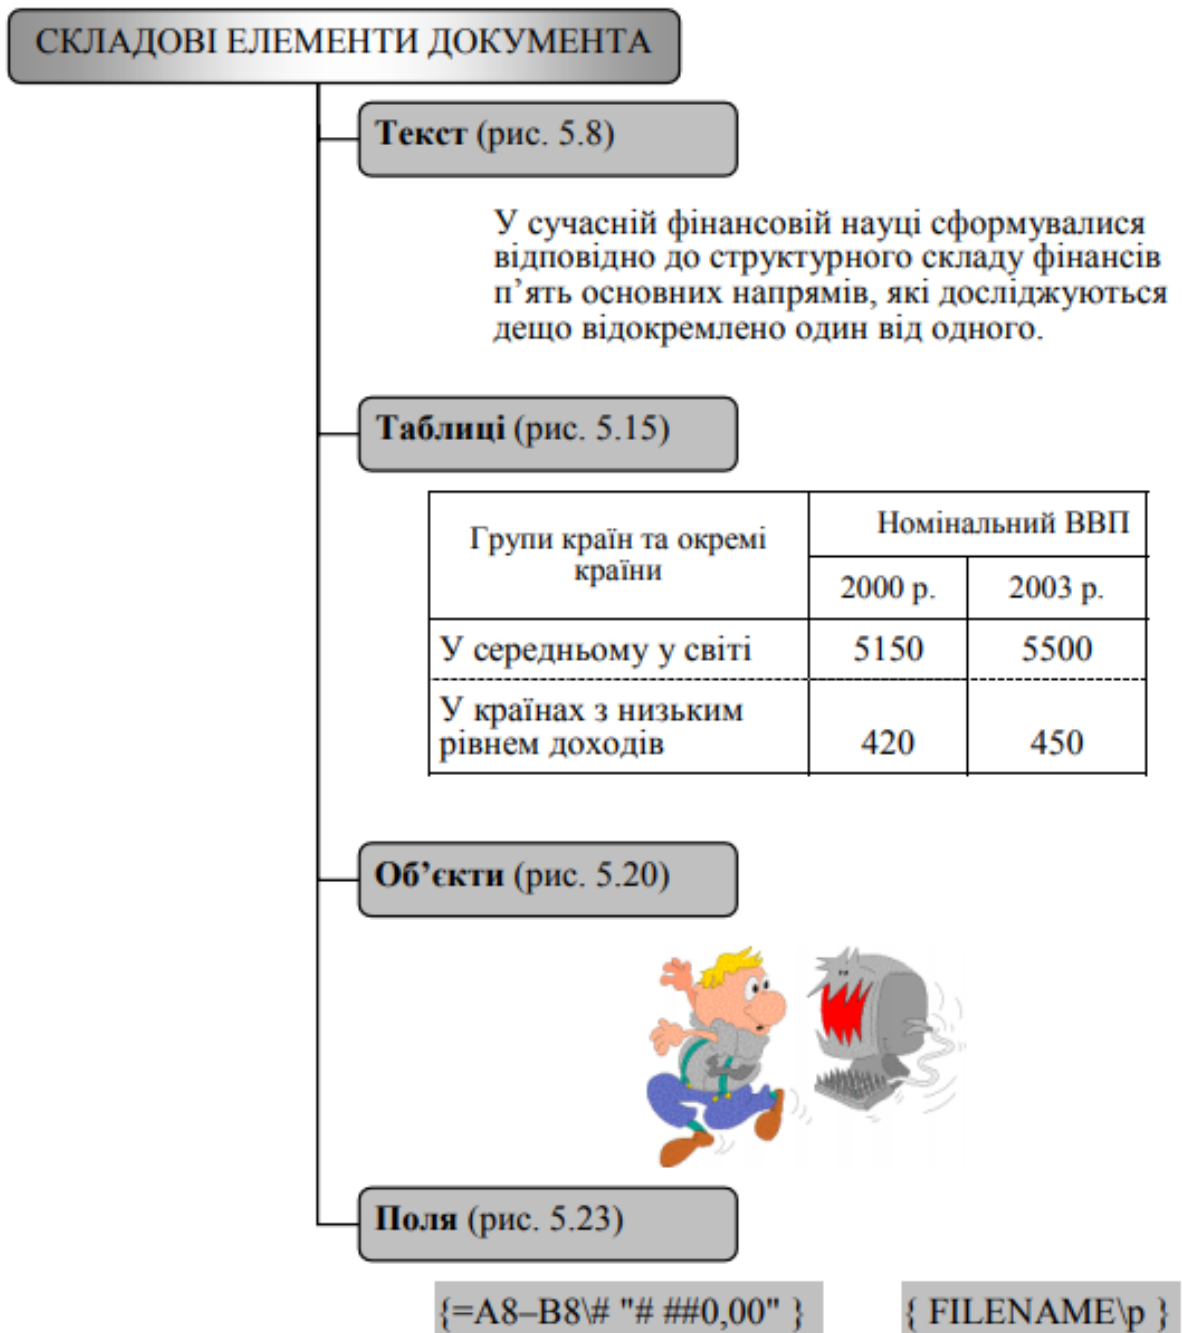 СКЛАДОВІ ЕЛЕМЕНТИ ДОКУМЕНТА
Текст (рис. 5.8)
У сучасній фінансовій науці сформувалися
відповідно до структурного складу фінансів
п’ять основних напрямів, які досліджуються
дещо відокремлено один від одного.
Таблиці (рис. 5.15)
Групи країн та окремі
країни
Номінальний ВВП
2000 р. 2003 р.
У середньому у світі 5150 5500
У країнах з низьким
рівнем доходів 420 450
Об’єкти (рис. 5.20)
Поля (рис. 5.23)
{=A8–B8\# "# ##0,00" } { FILENAME\p }